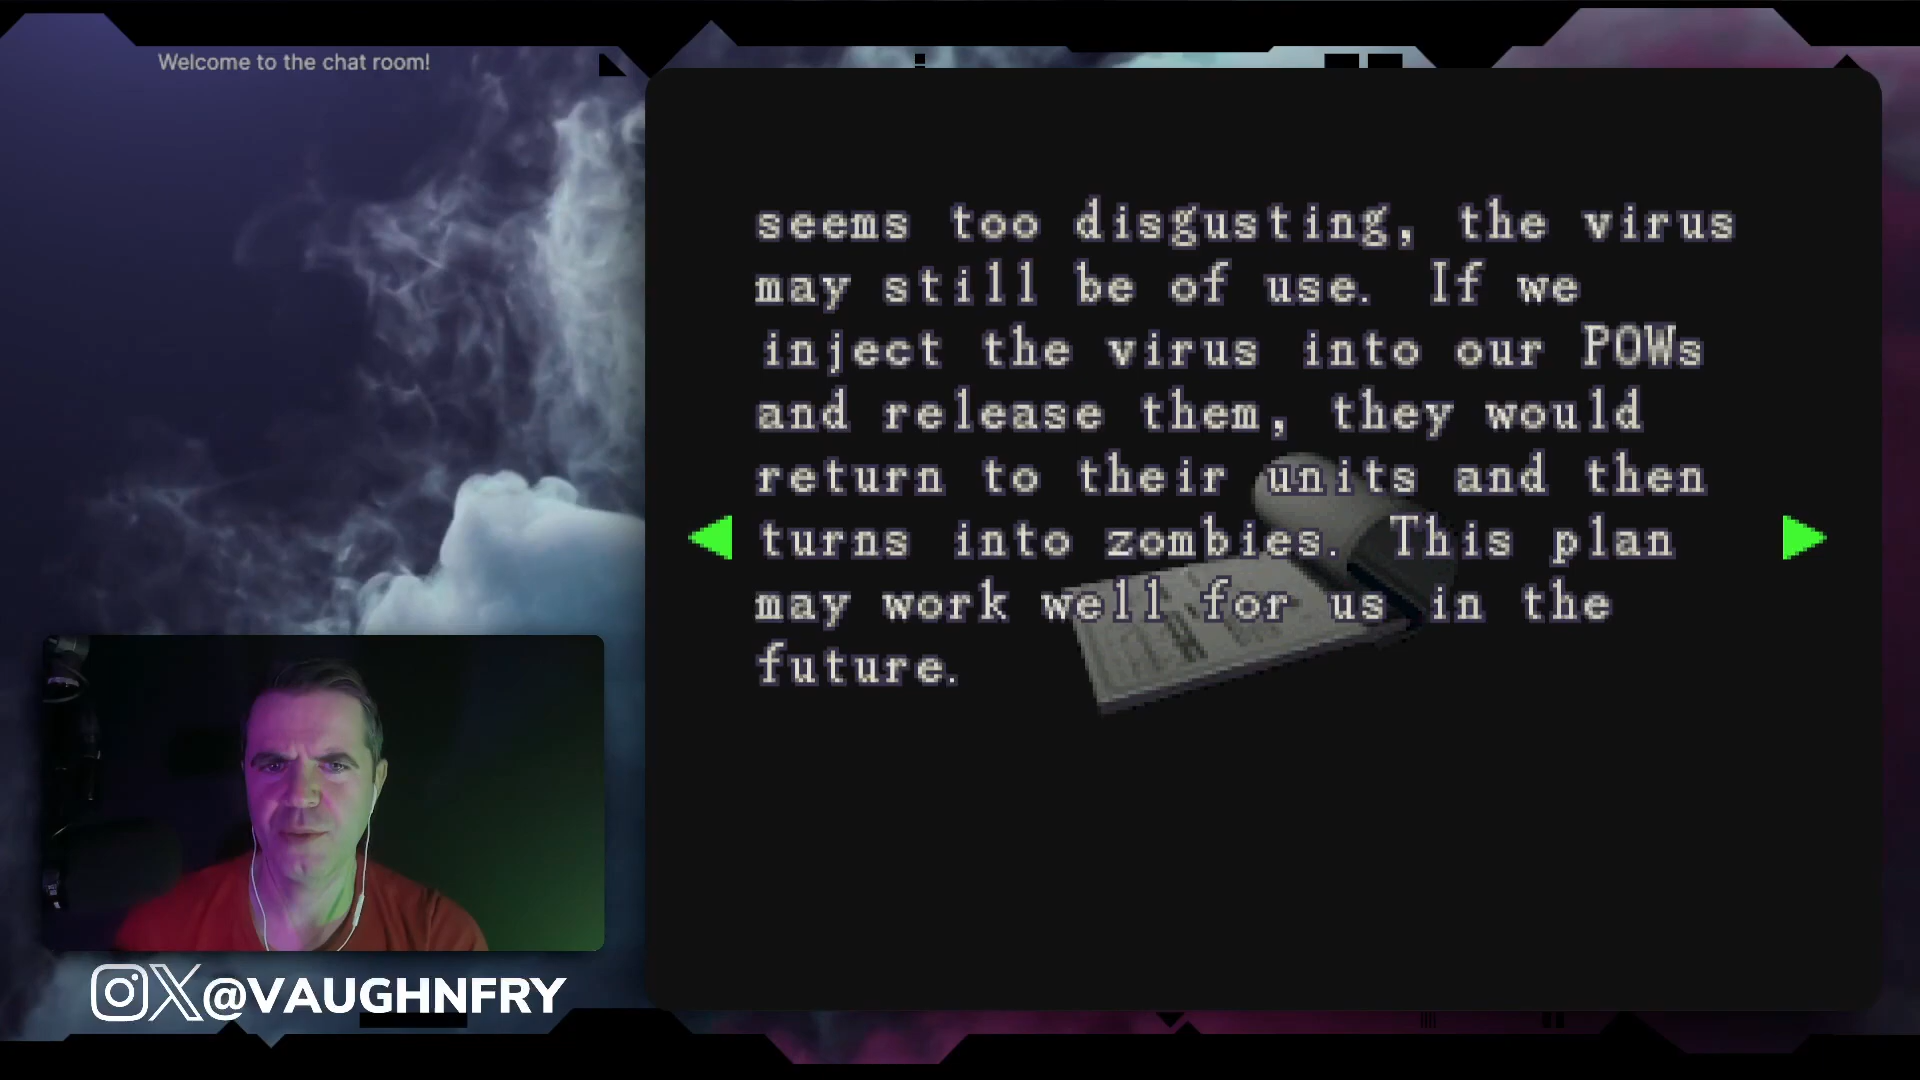 Welcome to the chat room!
seems too disgusting, the virus
may still be of use. If we
inject the virus into our POWs
and release them, they would
return to their units and then
turns into zombies. This plan
may work well for us in the
future.
@VAUGHNFRY